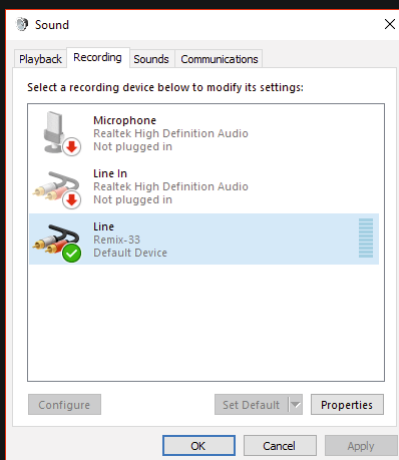 Sound
Playback Recording Sounds Communications
Select a recording device below to modify its settings:
Microphone
Realtek High Definition Audio
Not plugged in
Line In
Realtek High Definition Audio
Not plugged in
Line
Remix-33
Default Device
Configure Set Default Properties
OK Cancel Apply